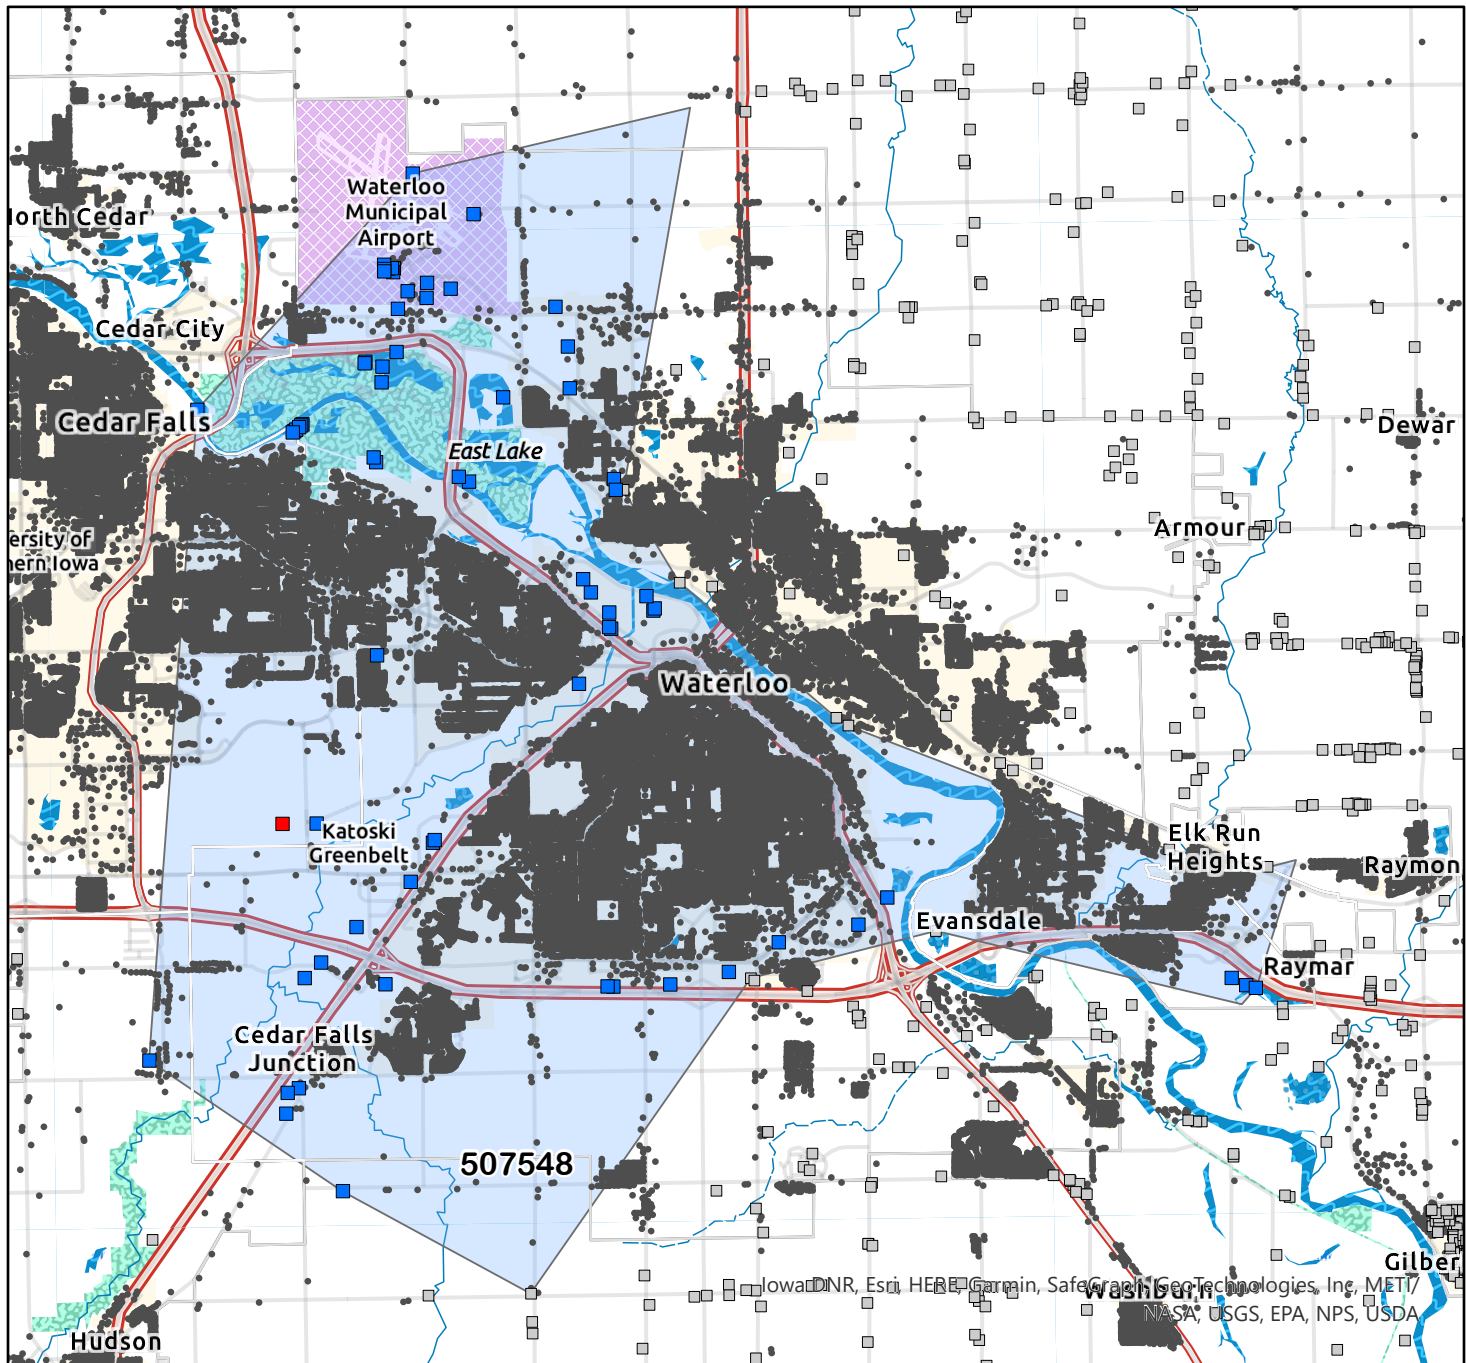 Waterloo
Municipal
Airport
North Cedar
Cedar City
Cedar Falls
East Lake
Dewar
Armour
ersity of
hern Iowa
Waterloo
Katoski
Greenbelt
Elk Run
Heights
Raymon
Evansdale
Raymar
Cedar Falls
Junction
507548
Gilber
Washburn
Iowa DNR, Esri, HERE, Garmin, SafeGraph, GeoTechnologies, Inc, METI/
NASA, USGS, EPA, NPS, USDA
Hudson